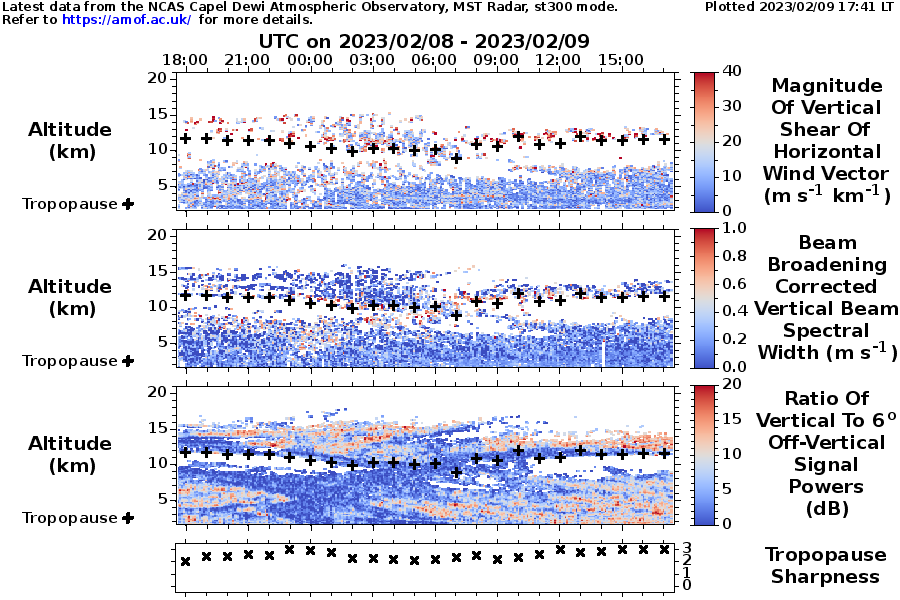 Latest data from the NCAS Capel Dewi Atmospheric Observatory, MST Radar, st300 mode.
Plotted 2023/02/09 17:41 LT
Refer to https://amof.ac.uk/ for more details.
UTC on 2023/02/08 - 2023/02/09
18:00 21:00 00:00 03:00 06:00 09:00 12:00 15:00
20
15
10
5
Altitude
(km)
Tropopause
40
30
20
10
0
Magnitude
Of Vertical
Shear Of
Horizontal
Wind Vector
(m s-1 km-1)
20
15
10
5
Altitude
(km)
Tropopause
1.0
0.8
0.6
0.4
0.2
0.0
Beam
Broadening
Corrected
Vertical Beam
Spectral
Width (m s-1)
20
15
10
5
Altitude
(km)
Tropopause
20
15
10
5
0
Ratio Of
Vertical To 6o
Off-Vertical
Signal
Powers
(dB)
3
2
1
0
Tropopause
Sharpness